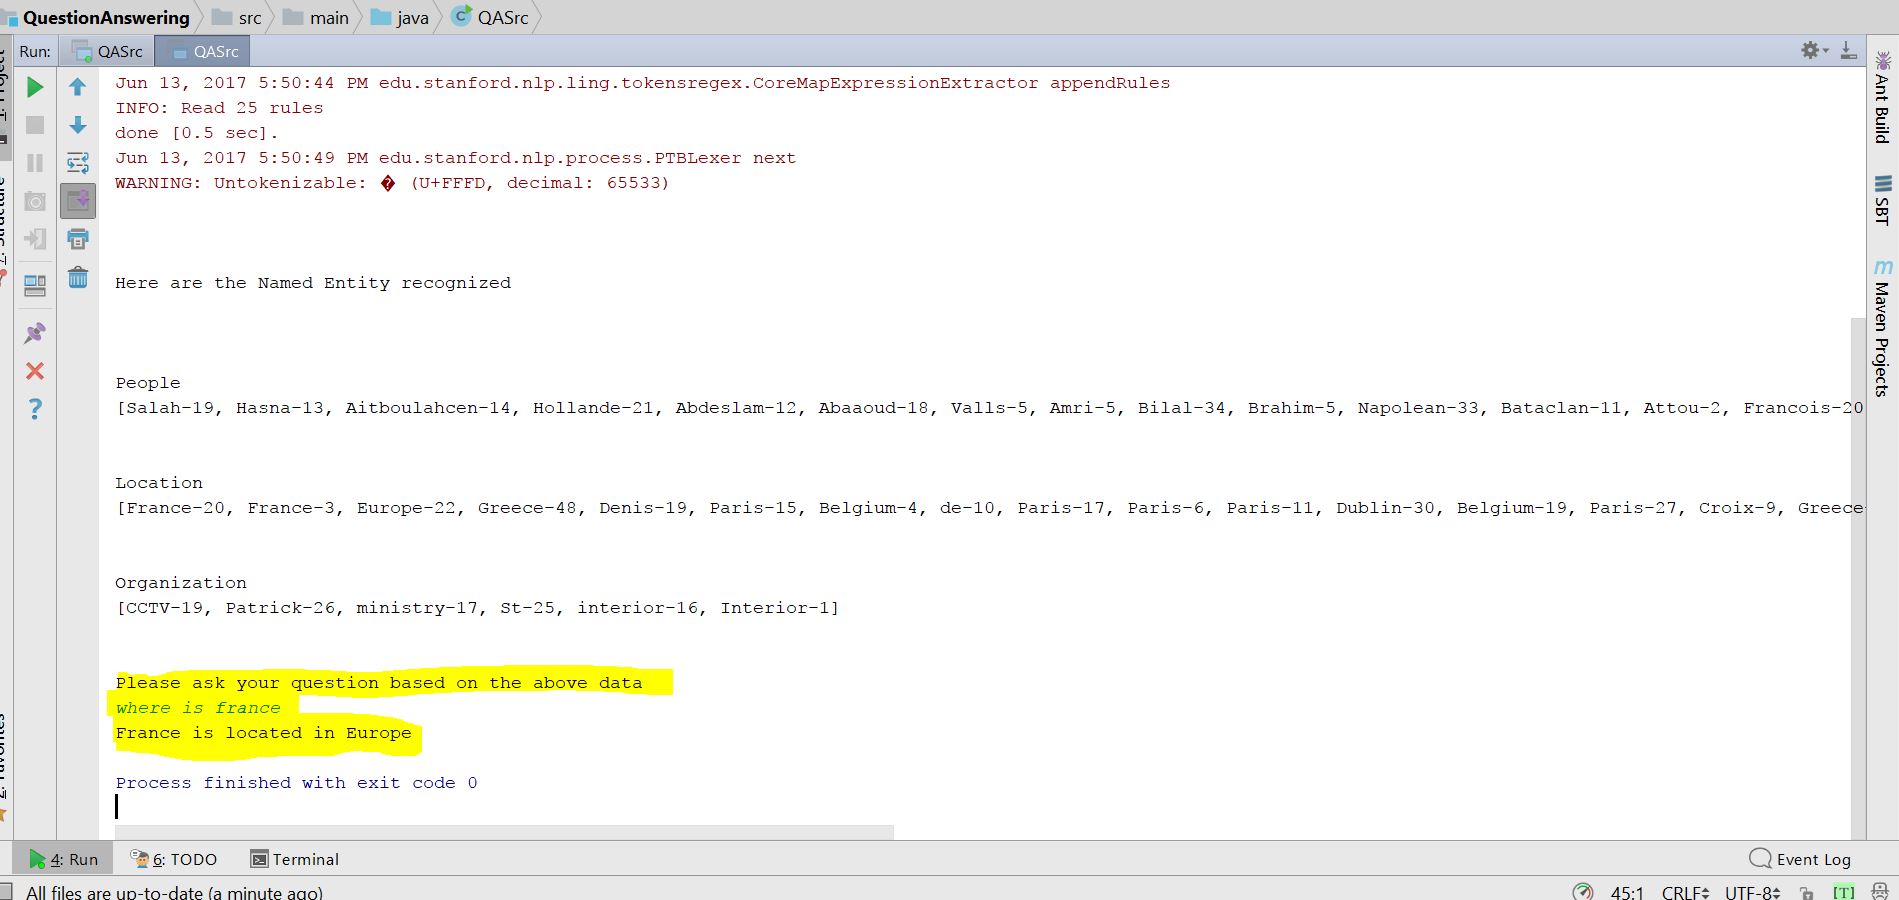 QuestionAnswering src main java QASrc
Run: QASrc QASrc
Jun 13, 2017 5:50:44 PM edu.stanford.nlp.ling.tokensregex.CoreMapExpressionExtractor appendRules
INFO: Read 25 rules
done [0.5 sec].
Jun 13, 2017 5:50:49 PM edu.stanford.nlp.process.PTBLexer next
WARNING: Untokenizable: � (U+FFFD, decimal: 65533)
Here are the Named Entity recognized
People
[Salah-19, Hasna-13, Aitboulahcen-14, Hollande-21, Abdeslam-12, Abaaoud-18, Valls-5, Amri-5, Bilal-34, Brahim-5, Napolean-33, Bataclan-11, Attou-2, Francois-20
Location
[France-20, France-3, Europe-22, Greece-48, Denis-19, Paris-15, Belgium-4, de-10, Paris-17, Paris-6, Paris-11, Dublin-30, Belgium-19, Paris-27, Croix-9, Greece-
Organization
[CCTV-19, Patrick-26, ministry-17, St-25, interior-16, Interior-1]
Please ask your question based on the above data
where is france
France is located in Europe
Process finished with exit code 0
4: Run 6: TODO Terminal Event Log
All files are up-to-date (a minute ago) 45:1 CRLF UTF-8 [T]
Ant Build
SBT
m Maven Projects